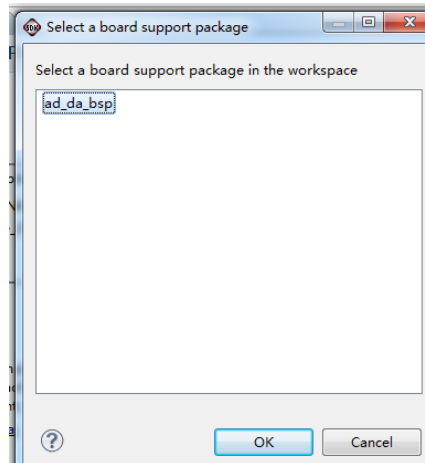 Select a board support package
Select a board support package in the workspace
ad_da_bsp
OK
Cancel